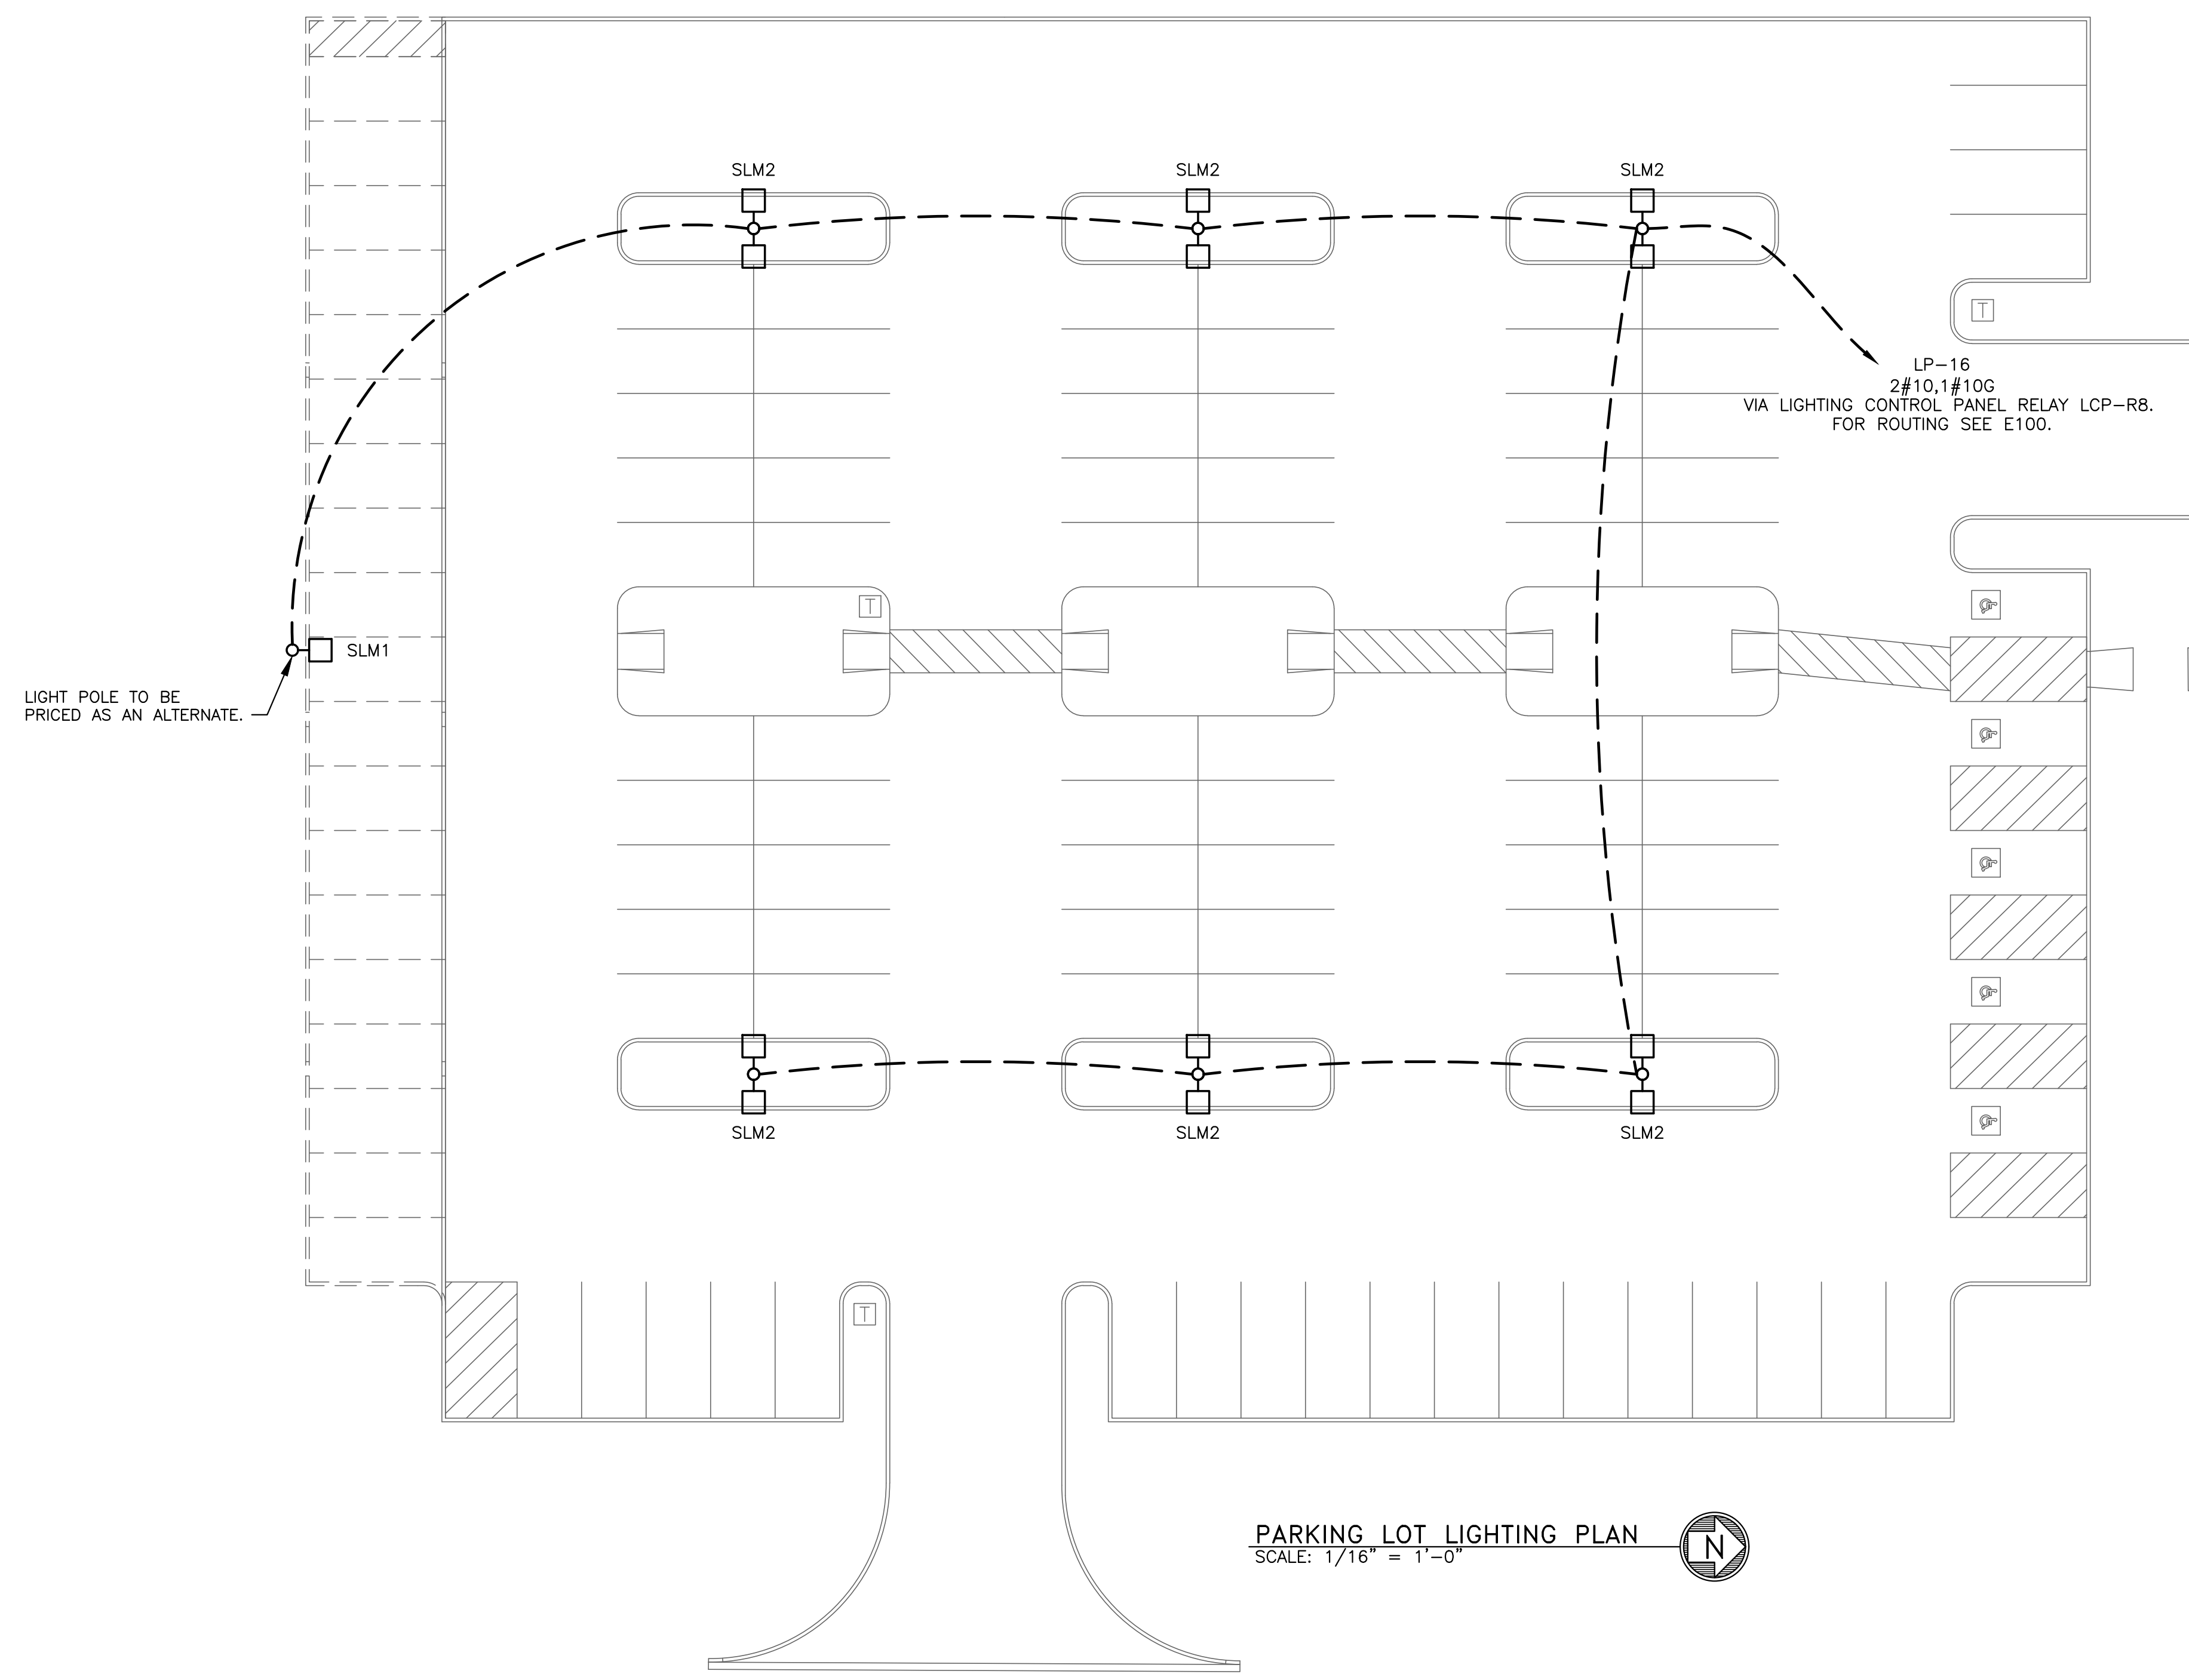 SLM2
SLM2
SLM2
T
LP-16
2#10,1#10G
VIA LIGHTING CONTROL PANEL RELAY LCP-R8.
FOR ROUTING SEE E100.
T
SLM1
LIGHT POLE TO BE
PRICED AS AN ALTERNATE.
SLM2
SLM2
SLM2
T
PARKING LOT LIGHTING PLAN
SCALE: 1/16" = 1'-0"
N